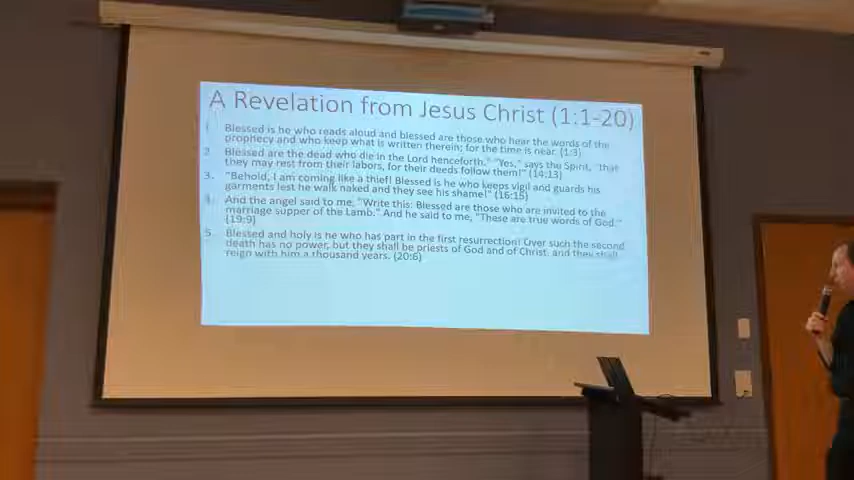 A Revelation from Jesus Christ (1:1-20)
1. Blessed is he who reads aloud and blessed are those who hear the words of the
prophecy and who keep what is written therein; for the time is near. (1:3)
2. Blessed are the dead who die in the Lord henceforth." "Yes," says the Spirit, "that
they may rest from their labors, for their deeds follow them!" (14:13)
3. "Behold, I am coming like a thief! Blessed is he who keeps vigil and guards his
garments lest he walk naked and they see his shame!" (16:15)
4. And the angel said to me, "Write this: Blessed are those who are invited to the
marriage supper of the Lamb." And he said to me, "These are true words of God."
(19:9)
5. Blessed and holy is he who has part in the first resurrection! Over such the second
death has no power, but they shall be priests of God and of Christ, and they shall
reign with him a thousand years. (20:6)